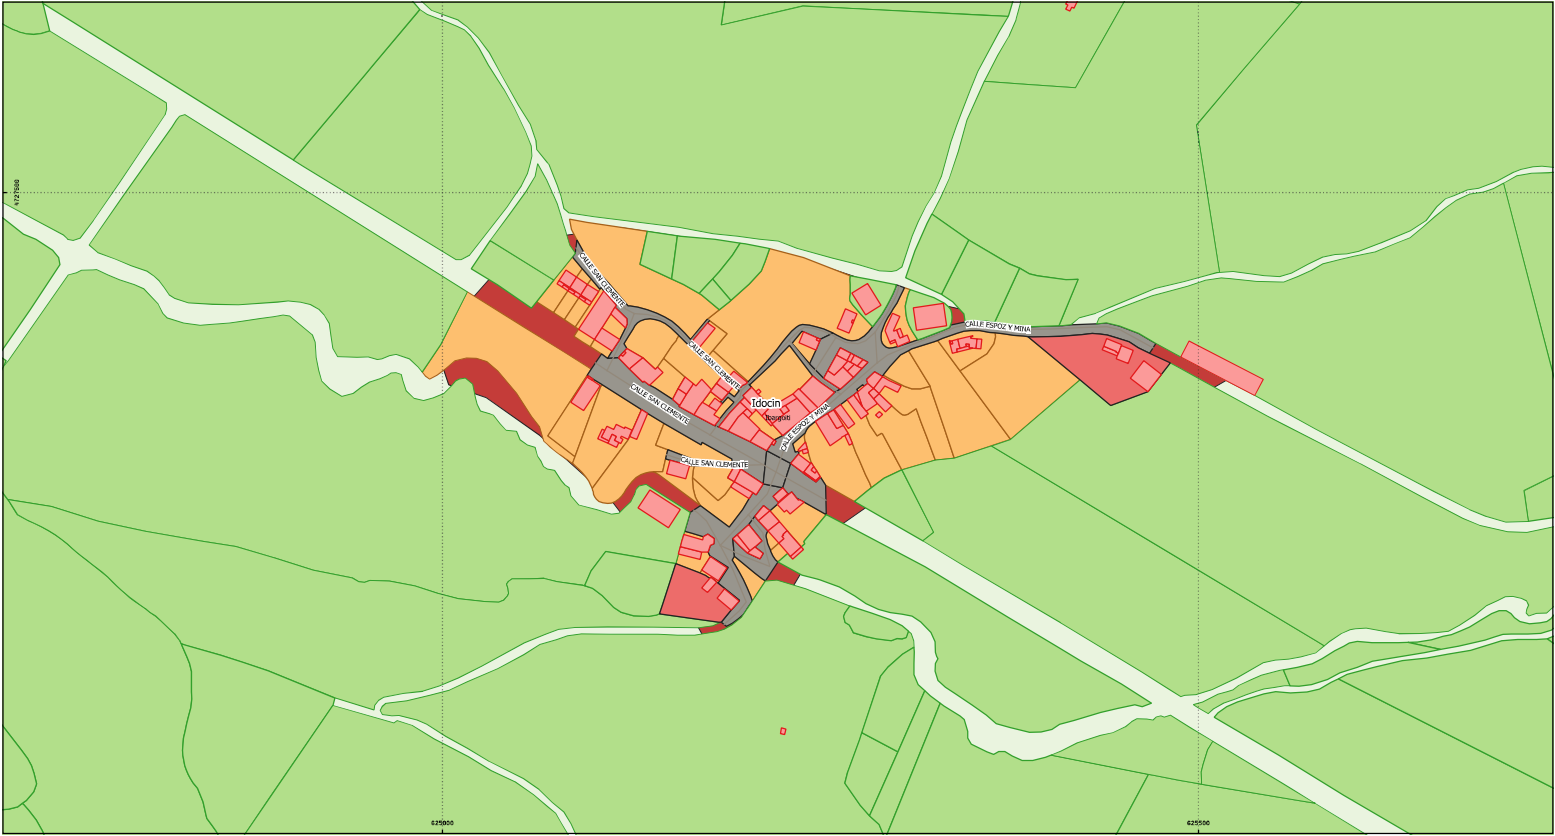 4727500
CALLE SAN CLEMENTE
CALLE ESPOZ Y MINA
CALLE SAN CLEMENTE
CALLE SAN CLEMENTE
Idocin
Ibargoiti
CALLE ESPOZ Y MINA
CALLE SAN CLEMENTE
625000
625500